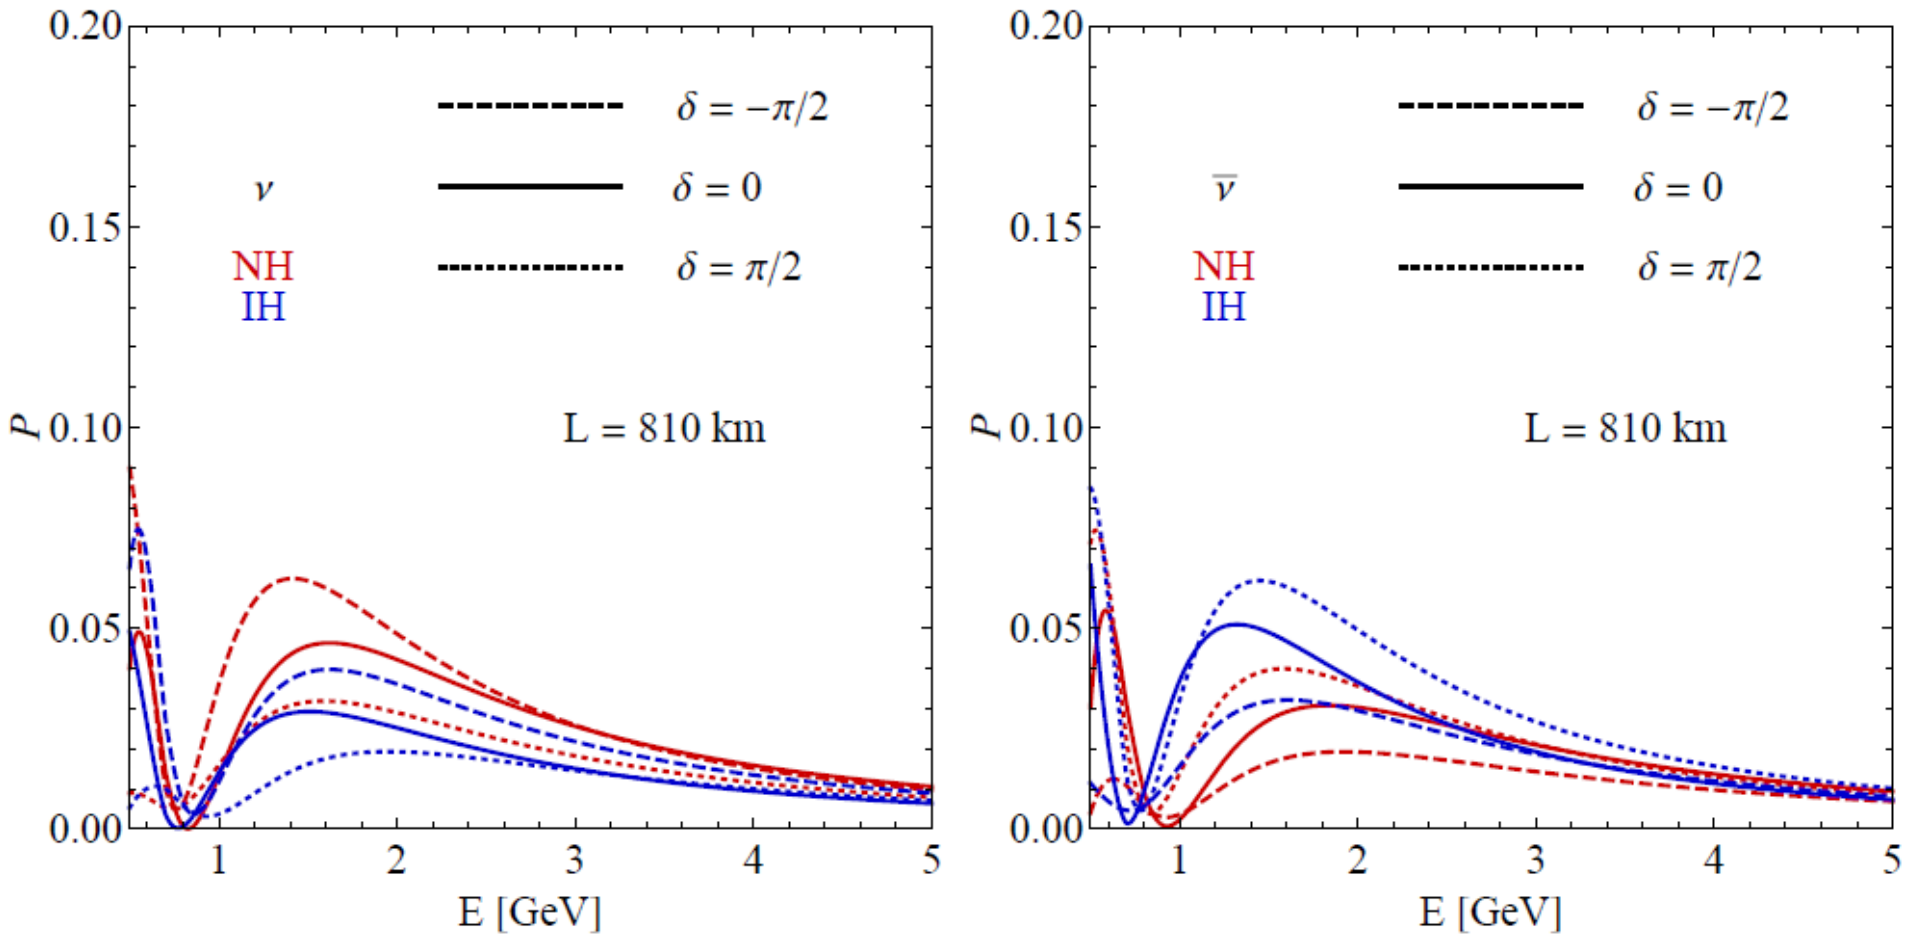 0.20
0.15
0.10
0.05
0.00
P
δ = −π/2
δ = 0
δ = π/2
ν
NH
IH
L = 810 km
1 2 3 4 5
E [GeV]
0.20
0.15
0.10
0.05
0.00
P
δ = −π/2
δ = 0
δ = π/2
ν̅
NH
IH
L = 810 km
1 2 3 4 5
E [GeV]